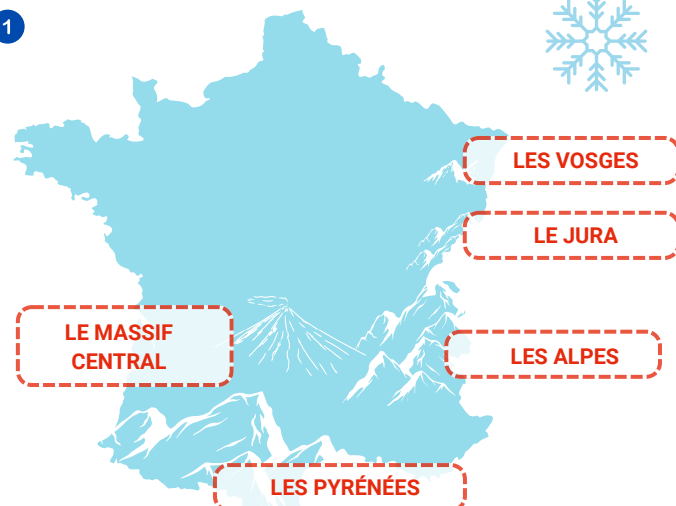 1
LES VOSGES
LE JURA
LE MASSIF
CENTRAL
LES ALPES
LES PYRÉNÉES